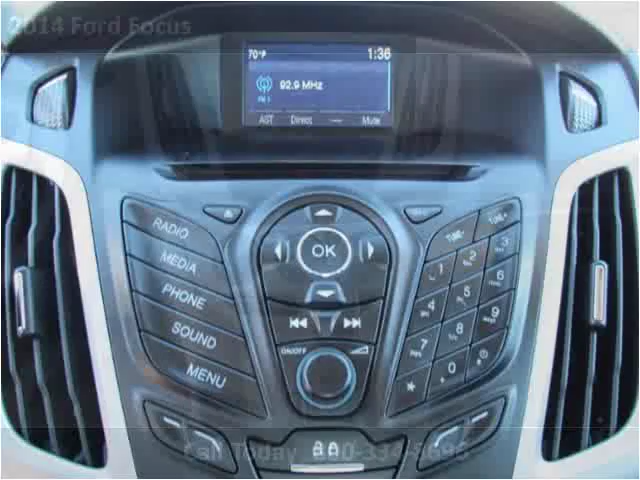 2014 Ford Focus
70°F 1:36
92.9 MHz
FM 1
AST Direct --- Mute
RADIO
MEDIA
PHONE
SOUND
MENU
OK
ON/OFF
TUNE-
TUNE+
1 2 3
4 5 6
7 8 9
* 0
Call Today